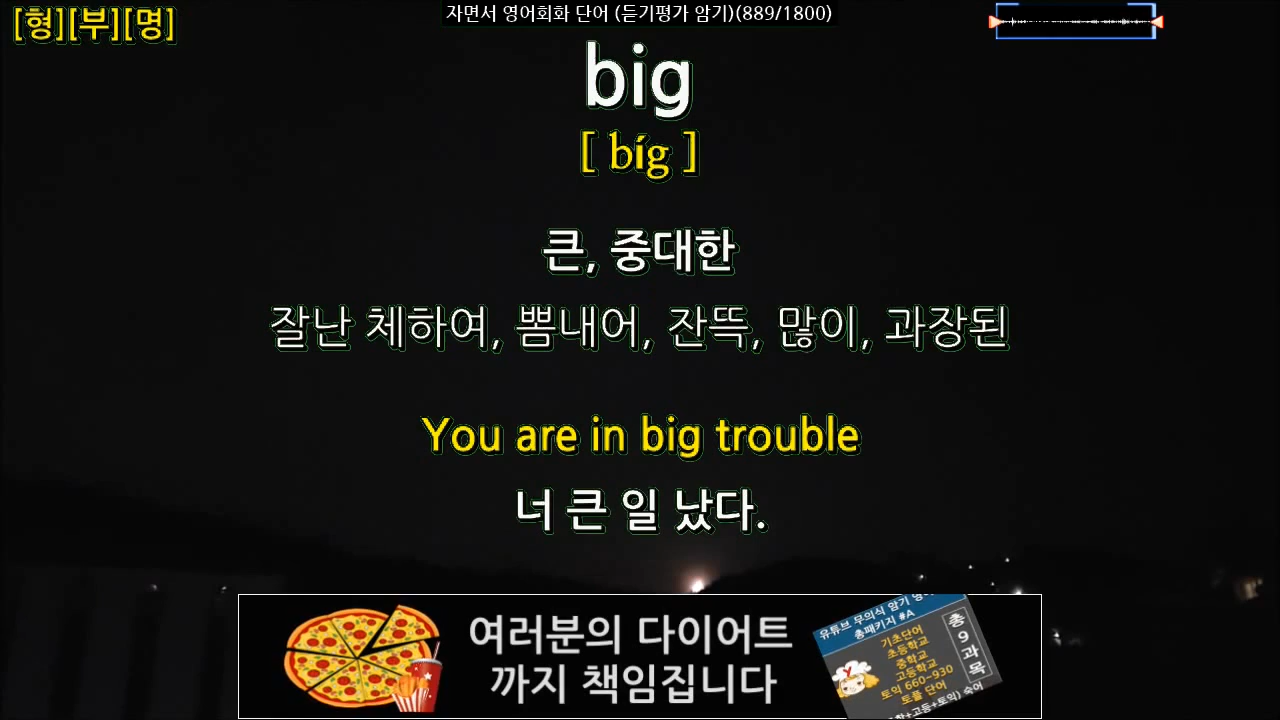 [형][부][명]
자면서 영어회화 단어 (듣기평가 암기)(889/1800)
big
[ bíg ]
큰, 중대한
잘난 체하여, 뽐내어, 잔뜩, 많이, 과장된
You are in big trouble
너 큰 일 났다.
여러분의 다이어트
까지 책임집니다
유튜브 무의식 암기
총패키지 #A
기초단어
초등학교
중학교
고등학교
토익 660~930
토플 단어
총9과목